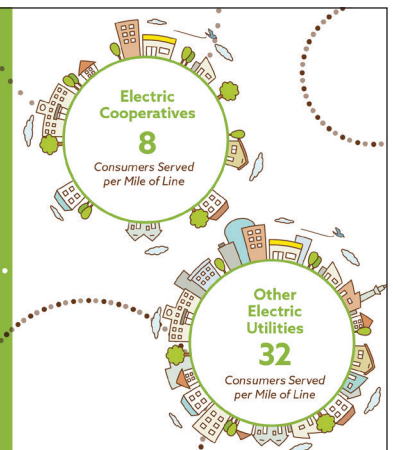 Electric
Cooperatives
8
Consumers Served
per Mile of Line
Other
Electric
Utilities
32
Consumers Served
per Mile of Line